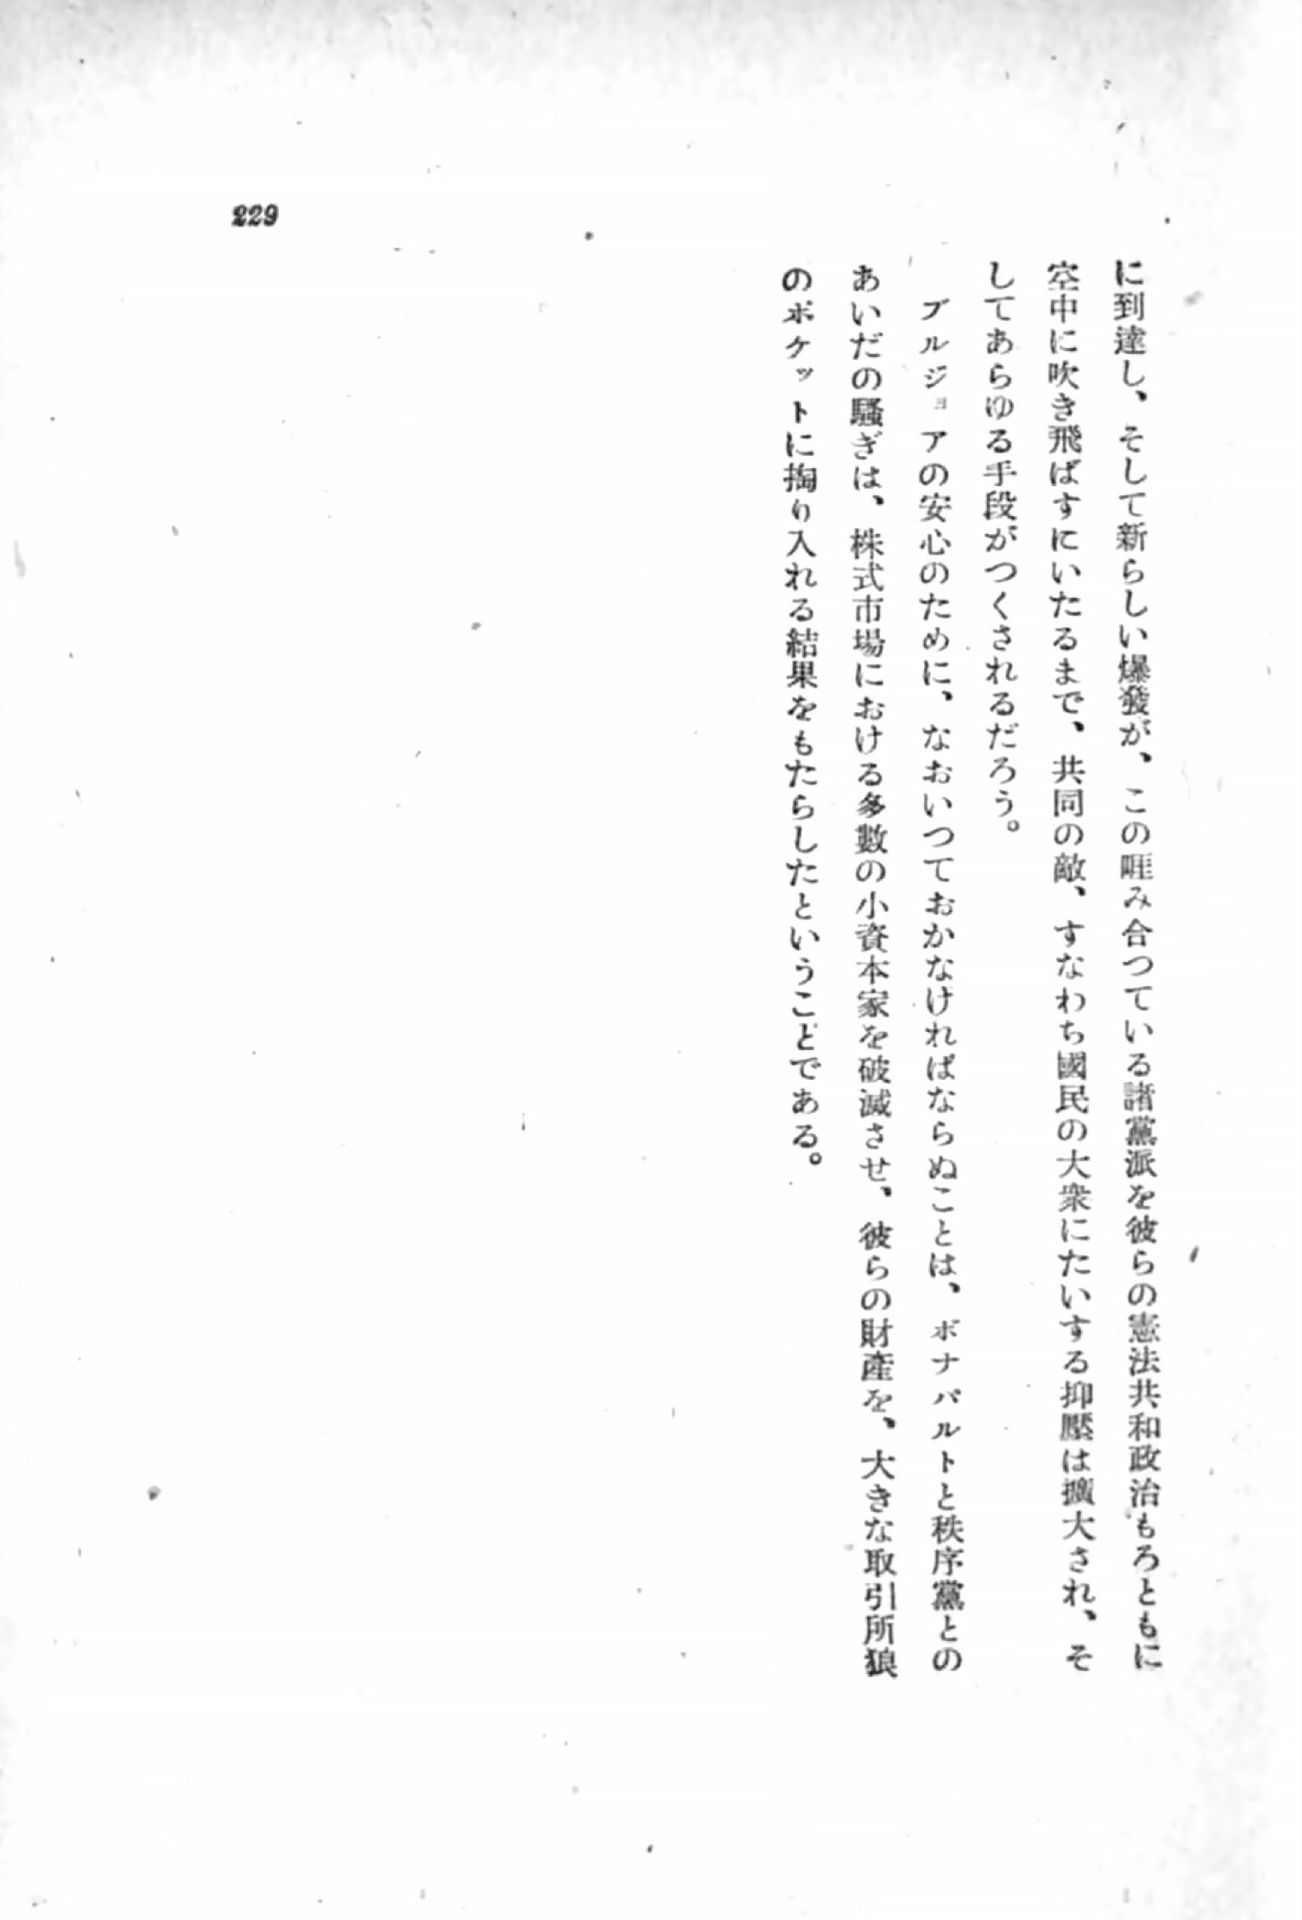 に到達し、そして新らしい爆發が、この啀み合つている諸黨派を彼らの憲法共和政治もろともに
空中に吹き飛ばすにいたるまで、共同の敵、すなわち國民の大衆にたいする抑壓は擴大され、そ
してあらゆる手段がつくされるだろう。
ブルジョアの安心のために、なおいつておかなければならぬことは、ボナパルトと秩序黨との
あいだの騷ぎは、株式市場における多數の小資本家を破滅させ、彼らの財產を、大きな取引所狼
のポケットに掏り入れる結果をもたらしたということである。
229